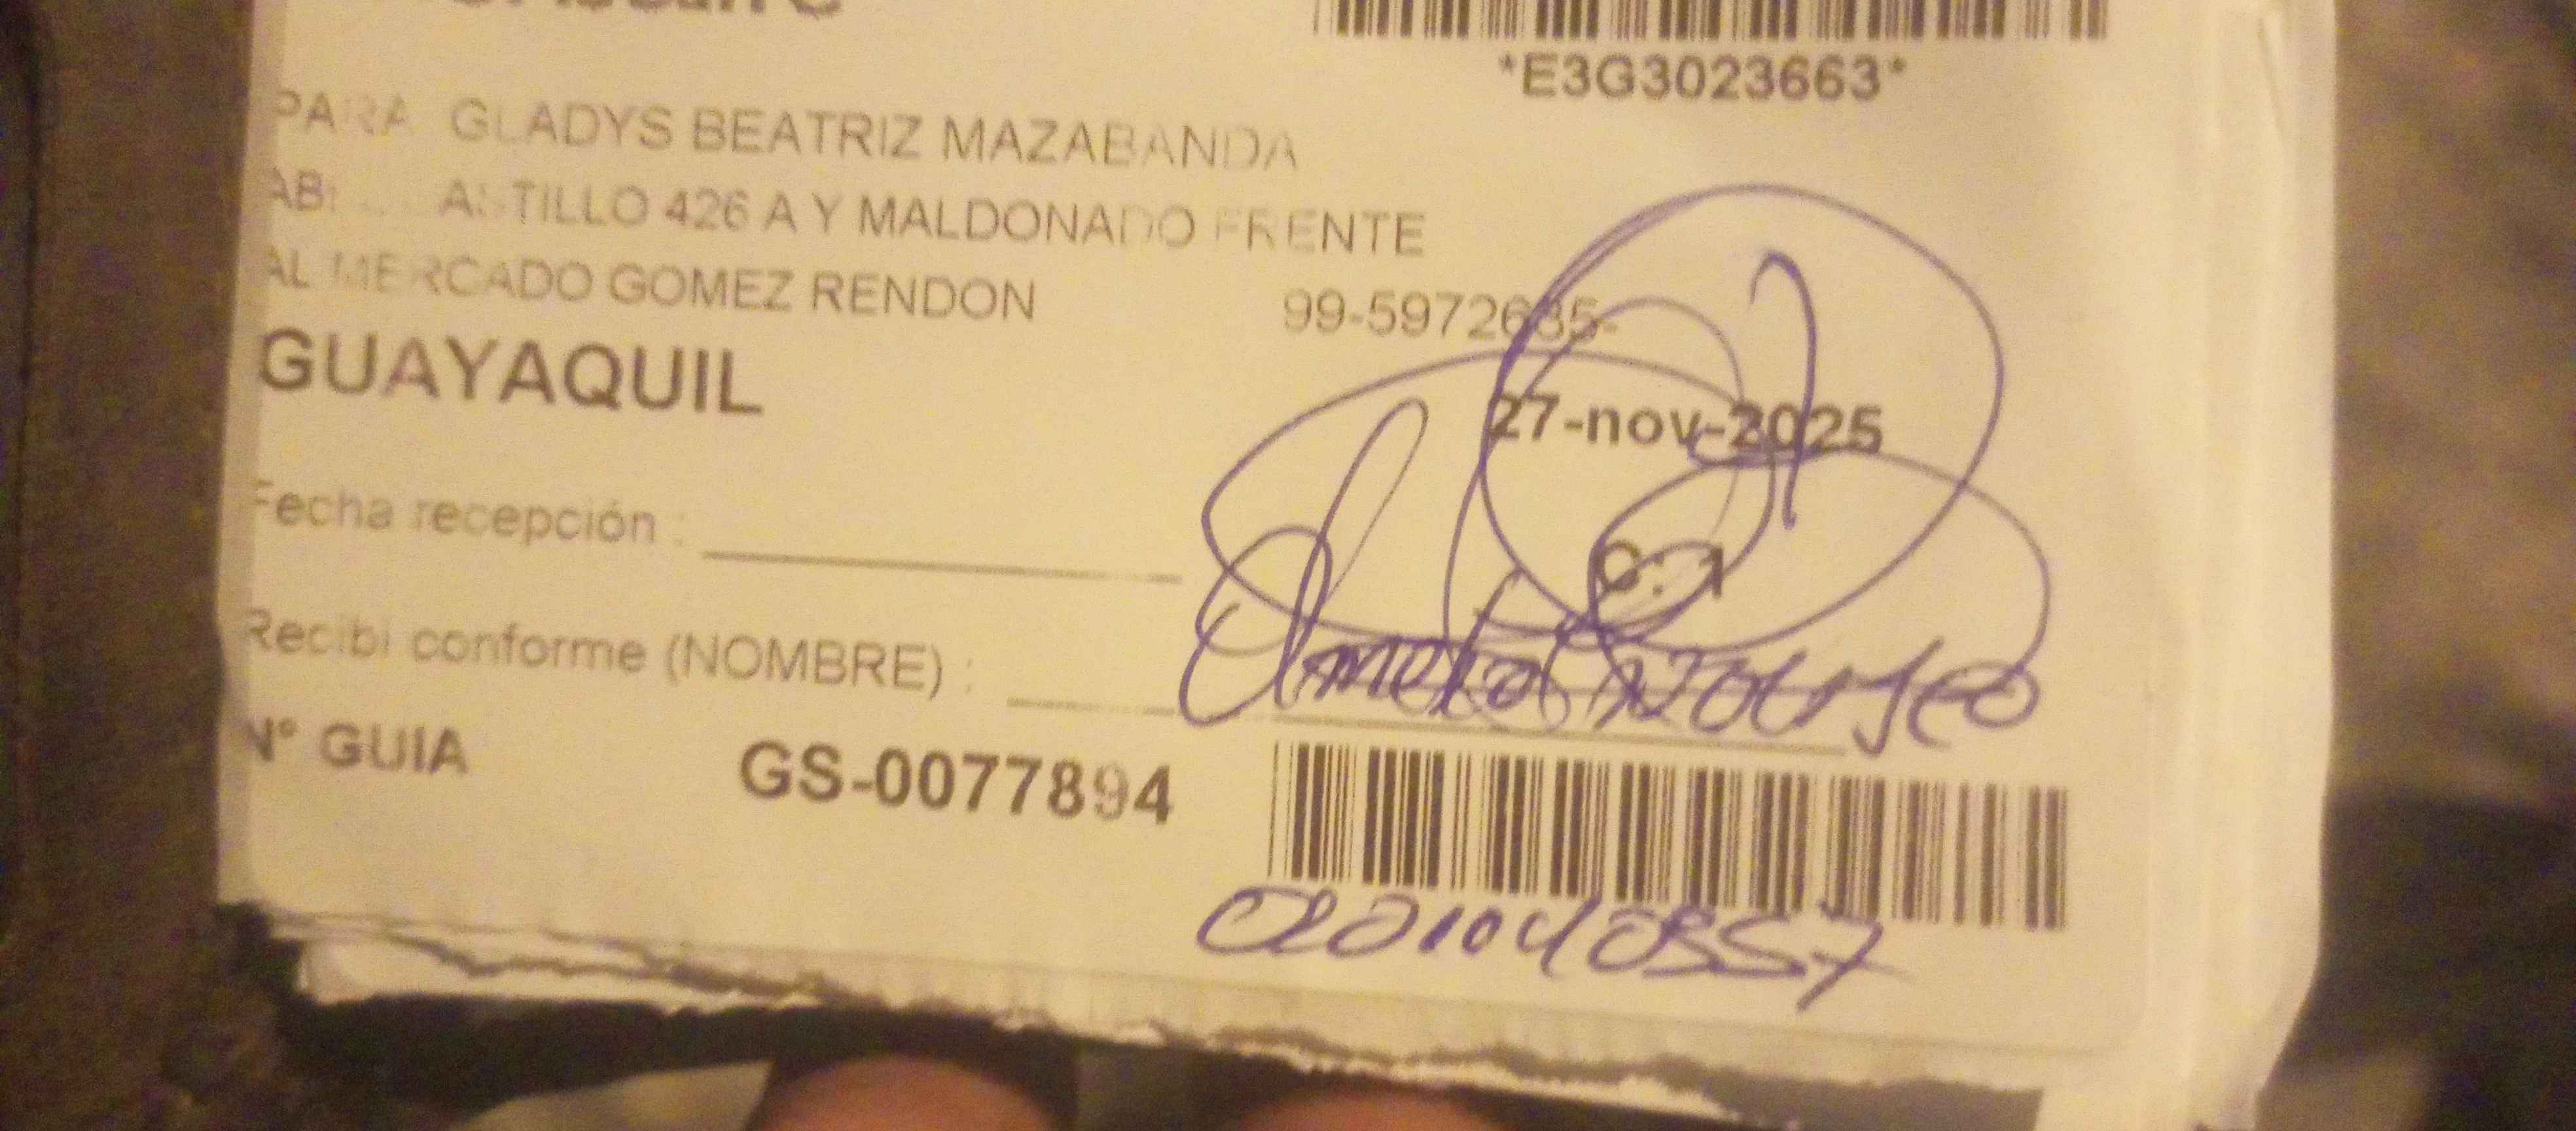 *E3G3023663*
PARA GLADYS BEATRIZ MAZABANDA
TILLO 426 A Y MALDONADO FRENTE
AL MERCADO GOMEZ RENDON 99-5972685-
GUAYAQUIL
27-nov-2025
Fecha recepción :
C: 1
Recibi conforme (NOMBRE) :
N° GUIA GS-0077894